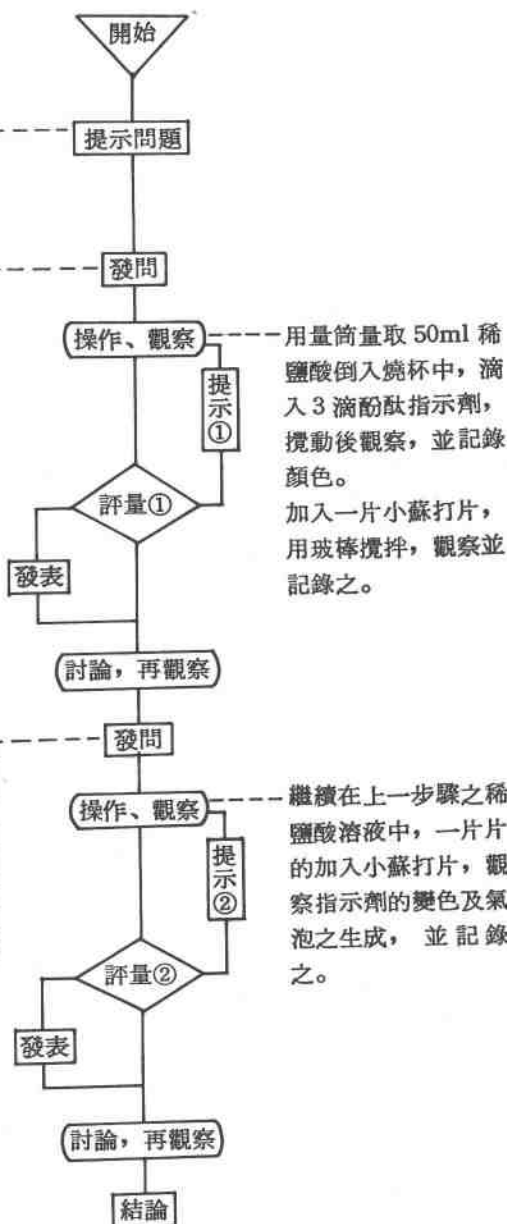 開始
提示問題
發問
操作、觀察
用量筒量取 50ml 稀
鹽酸倒入燒杯中，滴
入3滴酚酞指示劑，
攪動後觀察，並記錄
顏色。
加入一片小蘇打片，
用玻棒攪拌，觀察並
記錄之。
提示①
評量①
發表
討論，再觀察
發問
操作、觀察
繼續在上一步驟之稀
鹽酸溶液中，一片片
的加入小蘇打片，觀
察指示劑的變色及氣
泡之生成，並記錄
之。
提示②
評量②
發表
討論，再觀察
結論